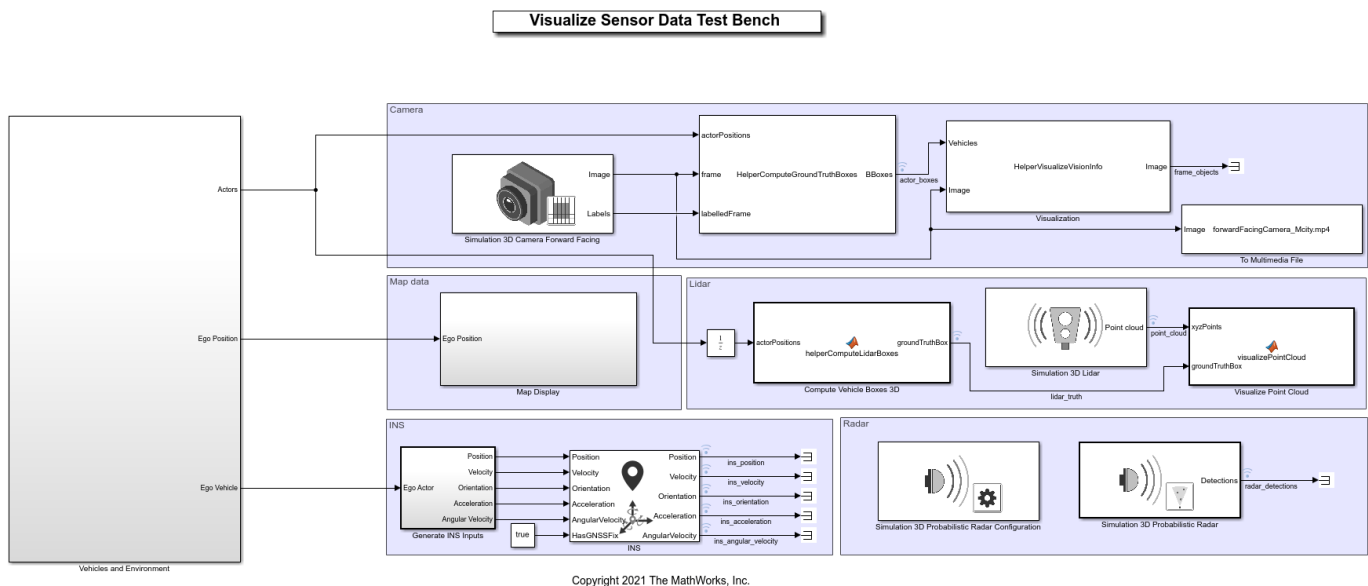 Visualize Sensor Data Test Bench
Camera
Actors
Ego Position
Ego Vehicle
Vehicles and Environment
Image
Labels
Simulation 3D Camera Forward Facing
actorPositions
frame
labelledFrame
HelperComputeGroundTruthBoxes
BBoxes
actor_boxes
Vehicles
Image
HelperVisualizeVisionInfo
Image
frame_objects
Visualization
Image
forwardFacingCamera_Mcity.mp4
To Multimedia File
Map data
Ego Position
Map Display
Lidar
1
z
actorPositions
helperComputeLidarBoxes
groundTruthBox
Compute Vehicle Boxes 3D
lidar_truth
Point cloud
point_cloud
Simulation 3D Lidar
xyzPoints
groundTruthBox
visualizePointCloud
Visualize Point Cloud
INS
Ego Actor
Position
Velocity
Orientation
Acceleration
Angular Velocity
Generate INS Inputs
true
Position
Velocity
Orientation
Acceleration
AngularVelocity
HasGNSSFix
Position
Velocity
Orientation
Acceleration
AngularVelocity
INS
ins_position
ins_velocity
ins_orientation
ins_acceleration
ins_angular_velocity
Radar
Simulation 3D Probabilistic Radar Configuration
Detections
radar_detections
Simulation 3D Probabilistic Radar
Copyright 2021 The MathWorks, Inc.